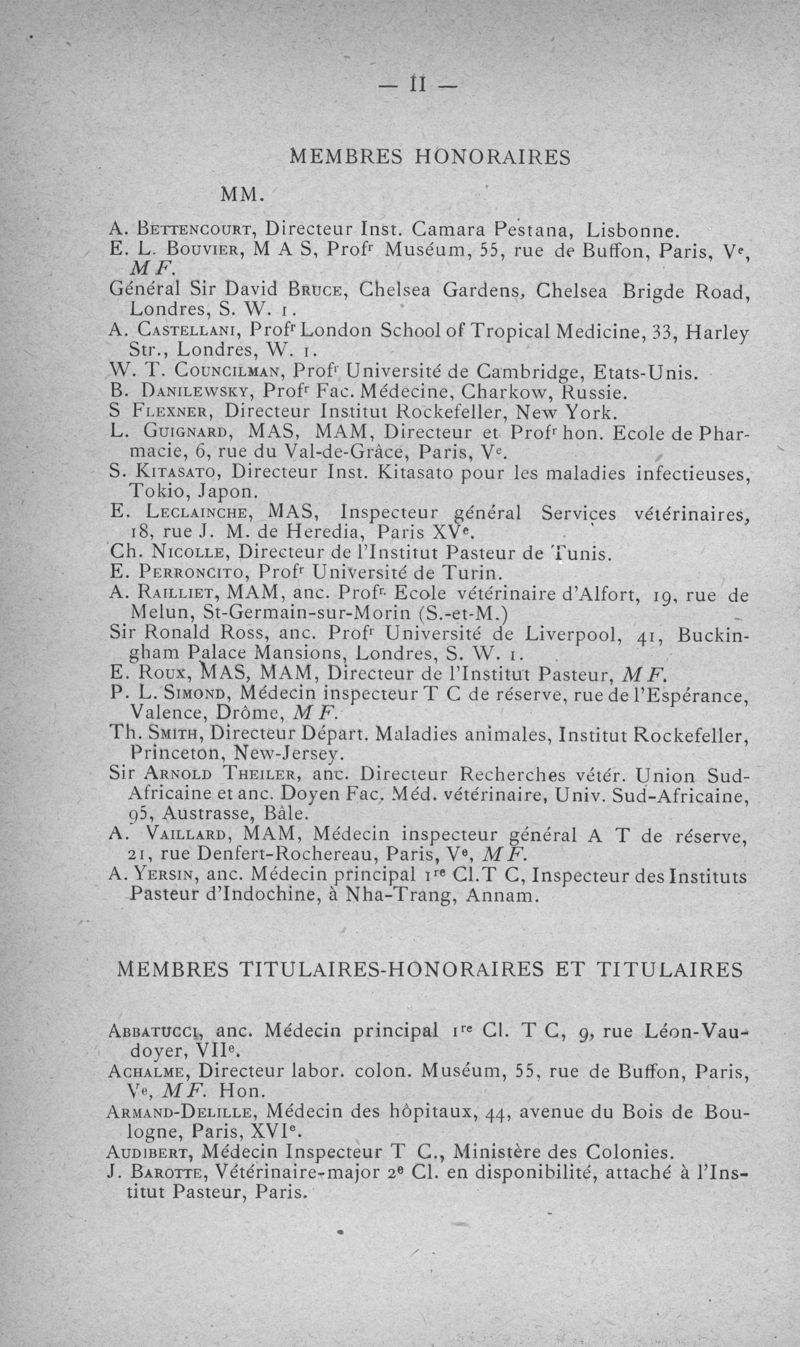 — II —
MEMBRES HONORAIRES
MM.
A. BETTENCOURT, Directeur Inst. Camara Pestana, Lisbonne.
E. L. BOUVIER, M A S, Profr Muséum, 55, rue de Buffon, Paris, Ve,
M F.
Général Sir David BRUCE, Chelsea Gardens, Chelsea Brigde Road,
Londres, S. W. 1.
A. CASTELLANI, Profr London School of Tropical Medicine, 33, Harley
Str., Londres, W. 1.
W. T. COUNCILMAN, Profr Université de Cambridge, Etats-Unis.
B. DANILEWSKY, Profr Fac. Médecine, Charkow, Russie.
S FLEXNER, Directeur Institut Rockefeller, New York.
L. GUIGNARD, MAS, MAM, Directeur et Profr hon. Ecole de Phar-
macie, 6, rue du Val-de-Grâce, Paris, Ve.
S. KITASATO, Directeur Inst. Kitasato pour les maladies infectieuses,
Tokio, Japon.
E. LECLAINCHE, MAS, Inspecteur général Services vétérinaires,
18, rue J. M. de Heredia, Paris XVe.
Ch. NICOLLE, Directeur de l'Institut Pasteur de Tunis.
E. PERRONCITO, Profr Université de Turin.
A. RAILLIET, MAM, anc. Profr. Ecole vétérinaire d'Alfort, 19, rue de
Melun, St-Germain-sur-Morin (S.-et-M.)
Sir Ronald Ross, anc. Profr Université de Liverpool, 41, Buckin-
gham Palace Mansions, Londres, S. W. 1.
E. ROUX, MAS, MAM, Directeur de l'Institut Pasteur, M F.
P. L. SIMOND, Médecin inspecteur T C de réserve, rue de l'Espérance,
Valence, Drôme, M F.
Th. SMITH, Directeur Départ. Maladies animales, Institut Rockefeller,
Princeton, New-Jersey.
Sir ARNOLD THEILER, anc. Directeur Recherches vétér. Union Sud-
Africaine et anc. Doyen Fac. Méd. vétérinaire, Univ. Sud-Africaine,
95, Austrasse, Bâle.
A. VAILLARD, MAM, Médecin inspecteur général A T de réserve,
21, rue Denfert-Rochereau, Paris, Ve, M F.
A. YERSIN, anc. Médecin principal 1re Cl. T C, Inspecteur des Instituts
Pasteur d'Indochine, à Nha-Trang, Annam.
MEMBRES TITULAIRES-HONORAIRES ET TITULAIRES
ABBATUCCI, anc. Médecin principal 1re Cl. T C, 9, rue Léon-Vau-
doyer, VIIe.
ACHALME, Directeur labor. colon. Muséum, 55, rue de Buffon, Paris,
Ve, M F. Hon.
ARMAND-DELILLE, Médecin des hôpitaux, 44, avenue du Bois de Bou-
logne, Paris, XVIe.
AUDIBERT, Médecin Inspecteur T C., Ministère des Colonies.
J. BAROTTE, Vétérinaire-major 2e Cl. en disponibilité, attaché à l'Ins-
titut Pasteur, Paris.